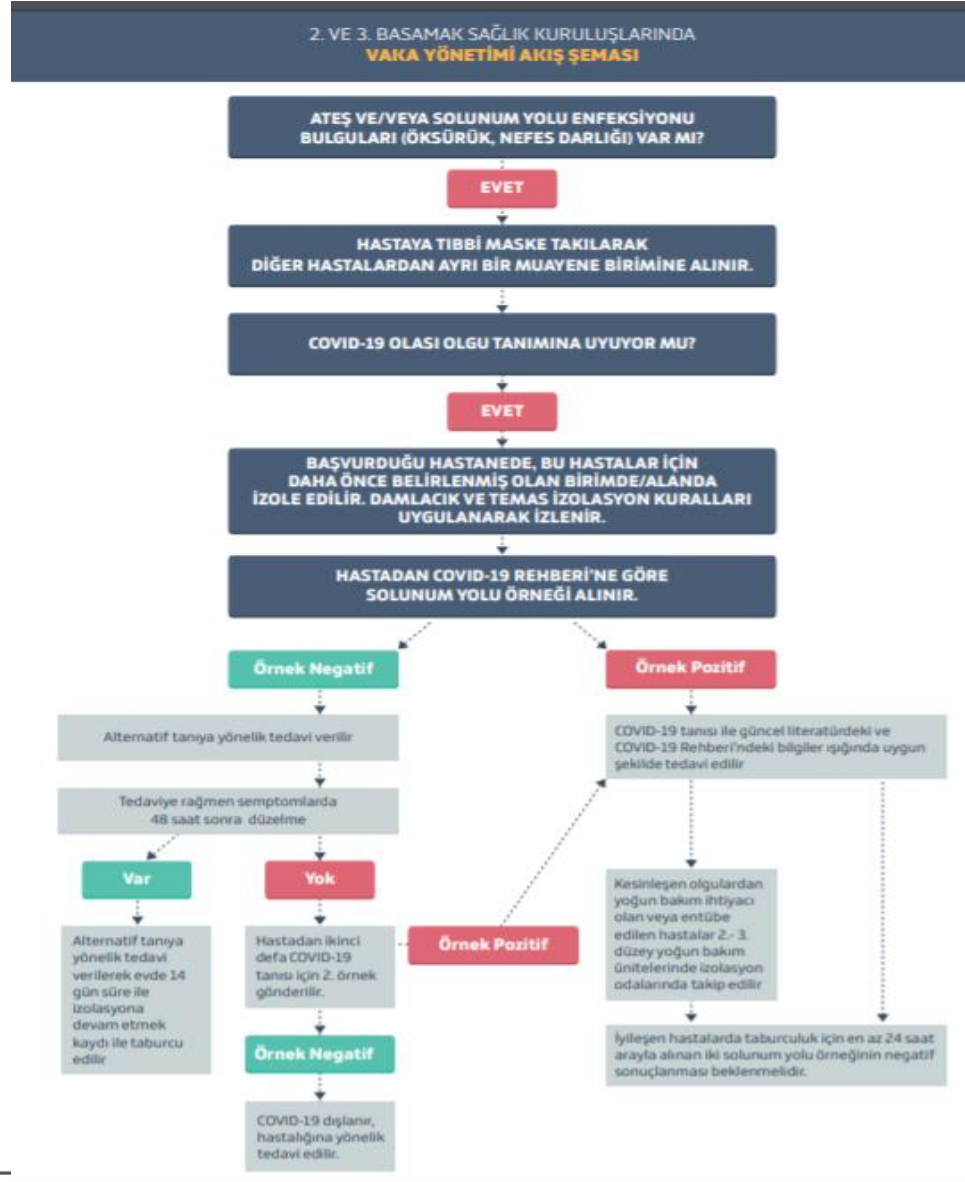 2. VE 3. BASAMAK SAĞLIK KURULUŞLARINDA
VAKA YÖNETİMİ AKIŞ ŞEMASI
ATEŞ VE/VEYA SOLUNUM YOLU ENFEKSİYONU
BULGULARI (ÖKSÜRÜK, NEFES DARLIĞI) VAR MI?
EVET
HASTAYA TIBBİ MASKE TAKILARAK
DİĞER HASTALARDAN AYRI BİR MUAYENE BİRİMİNE ALINIR.
COVID-19 OLASI OLGU TANIMINA UYUYOR MU?
EVET
BAŞVURDUĞU HASTANEDE, BU HASTALAR İÇİN
DAHA ÖNCE BELİRLENMİŞ OLAN BİRİMDE/ALANDA
İZOLE EDİLİR. DAMLACIK VE TEMAS İZOLASYON KURALLARI
UYGULANARAK İZLENİR.
HASTADAN COVID-19 REHBERİ'NE GÖRE
SOLUNUM YOLU ÖRNEĞİ ALINIR.
Örnek Negatif
Alternatif tanıya yönelik tedavi verilir
Tedaviye rağmen semptomlarda
48 saat sonra düzelme
Var
Alternatif tanıya
yönelik tedavi
verilerek evde 14
gün süre ile
izolasyona
devam etmek
kaydı ile taburcu
edilir
Yok
Hastadan ikinci
defa COVID-19
tanısı için 2. örnek
gönderilir.
Örnek Negatif
COVID-19 dışlanır,
hastalığına yönelik
tedavi edilir.
Örnek Pozitif
Örnek Pozitif
COVID-19 tanısı ile güncel literatürdeki ve
COVID-19 Rehberi'ndeki bilgiler ışığında uygun
şekilde tedavi edilir
Kesinleşen olgulardan
yoğun bakım ihtiyacı
olan veya entübe
edilen hastalar 2.- 3.
düzey yoğun bakım
ünitelerinde izolasyon
odalarında takip edilir
İyileşen hastalarda taburculuk için en az 24 saat
arayla alınan iki solunum yolu örneğinin negatif
sonuçlanması beklenmelidir.